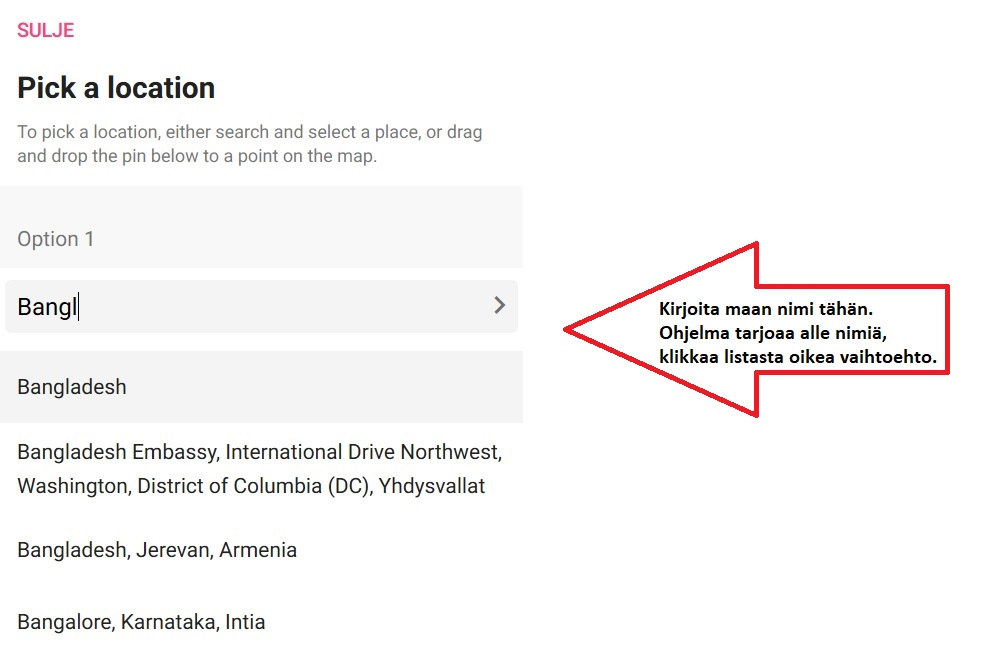 SULJE
Pick a location
To pick a location, either search and select a place, or drag
and drop the pin below to a point on the map.
Option 1
Bangl
Kirjoita maan nimi tähän.
Ohjelma tarjoaa alle nimiä,
klikkaa listasta oikea vaihtoehto.
Bangladesh
Bangladesh Embassy, International Drive Northwest,
Washington, District of Columbia (DC), Yhdysvallat
Bangladesh, Jerevan, Armenia
Bangalore, Karnataka, Intia